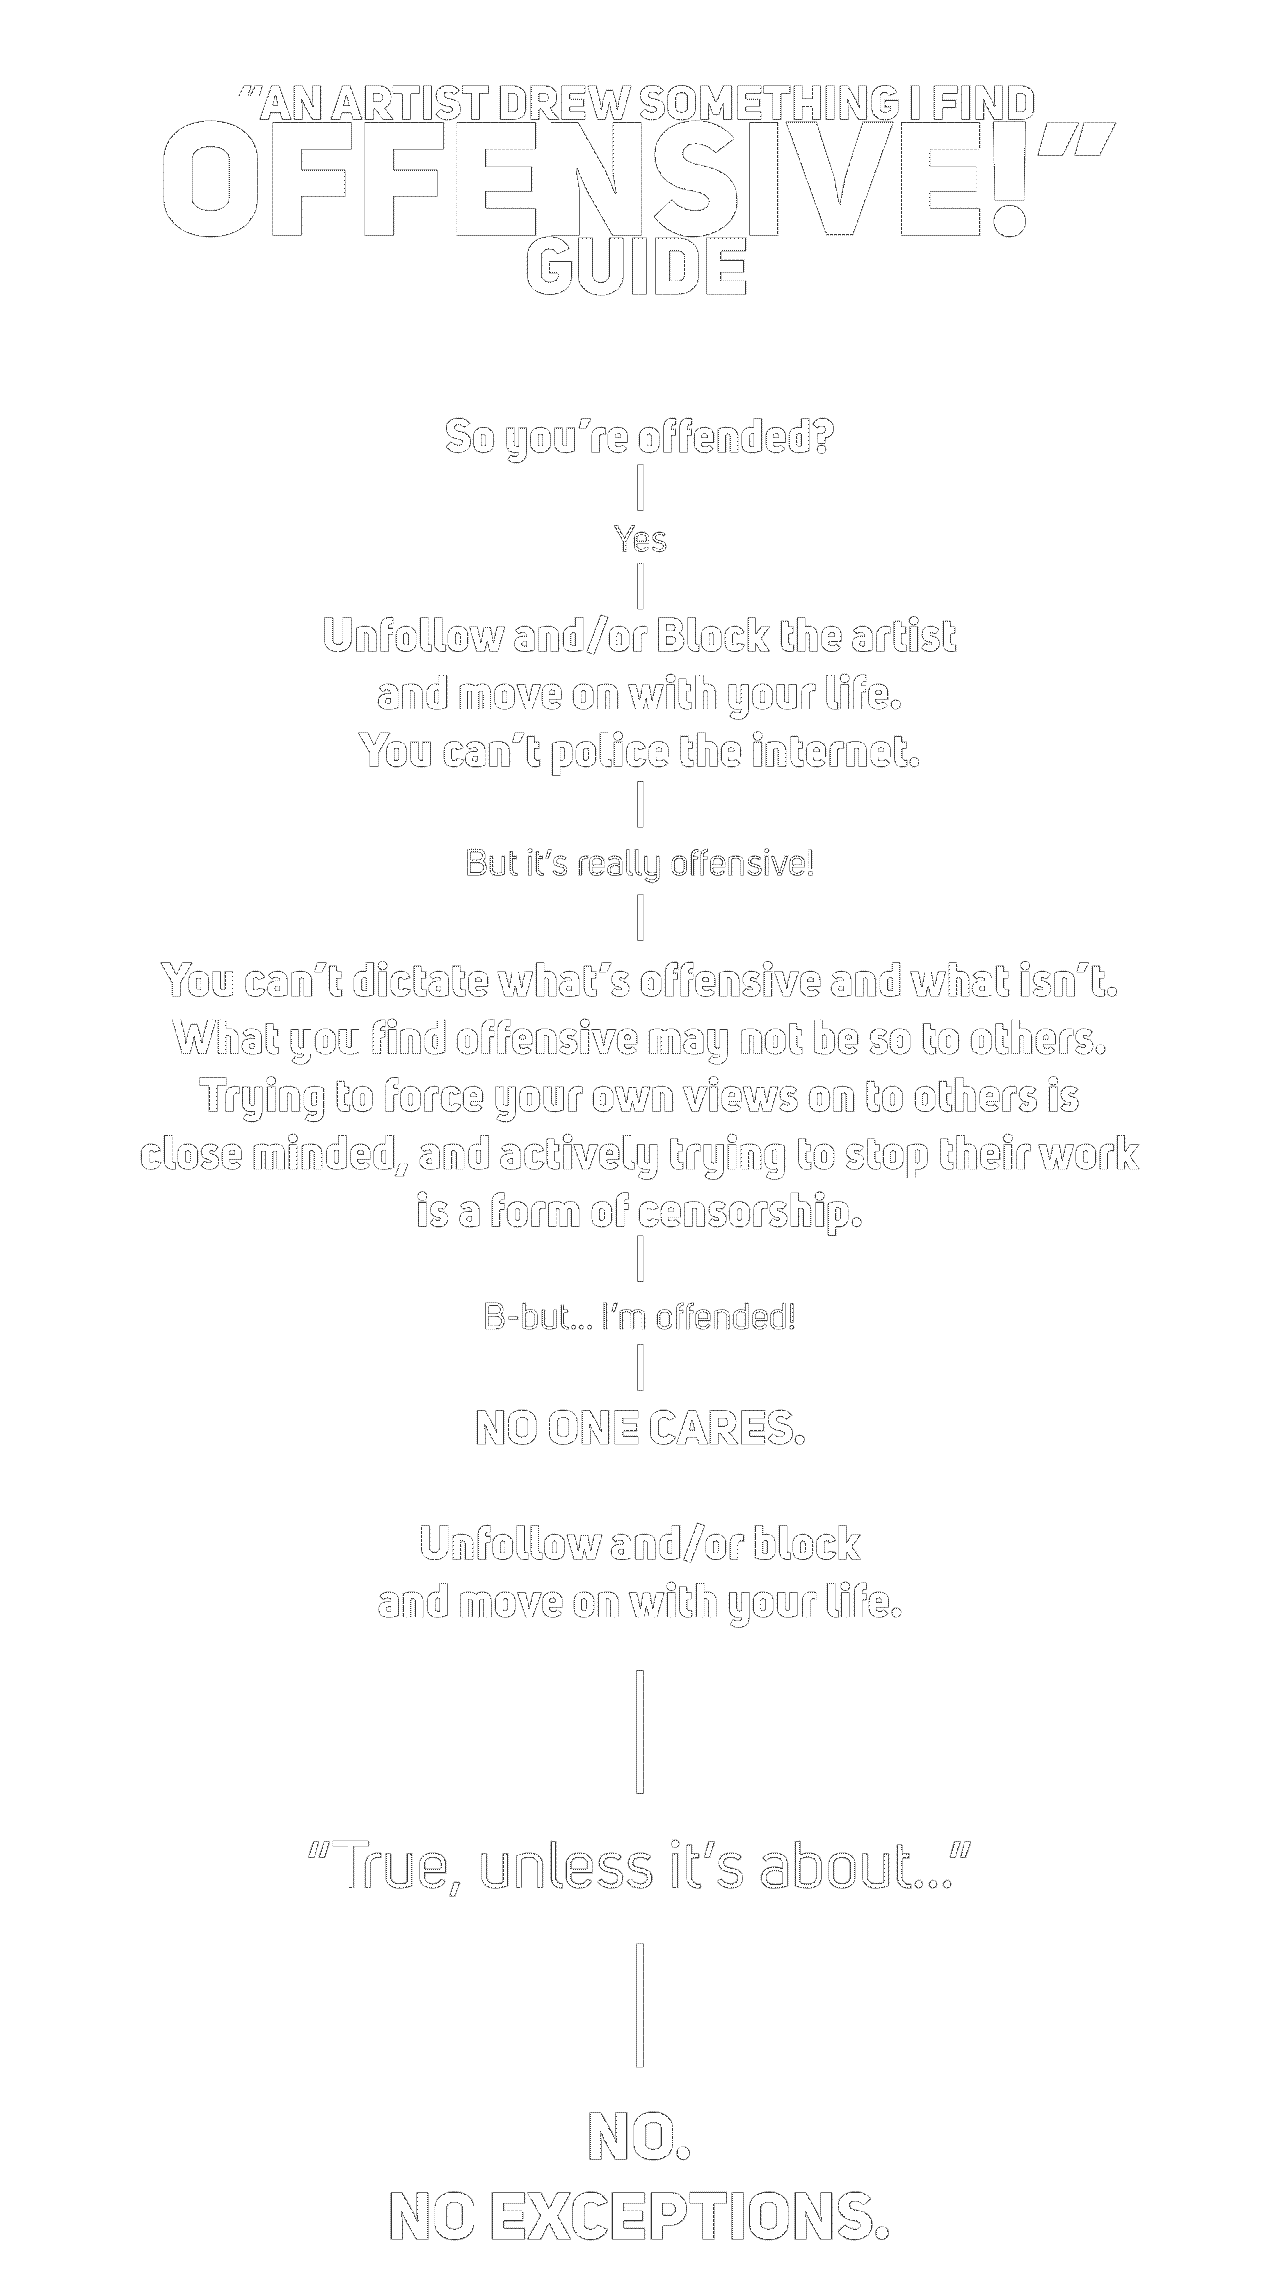 "AN ARTIST DREW SOMETHING I FIND
OFFENSIVE!"
GUIDE
So you're offended?
Yes
Unfollow and/or Block the artist
and move on with your life.
You can't police the internet.
But it's really offensive!
You can't dictate what's offensive and what isn't.
What you find offensive may not be so to others.
Trying to force your own views on to others is
close minded, and actively trying to stop their work
is a form of censorship.
B-but... I'm offended!
NO ONE CARES.
Unfollow and/or block
and move on with your life.
"True, unless it's about..."
NO.
NO EXCEPTIONS.